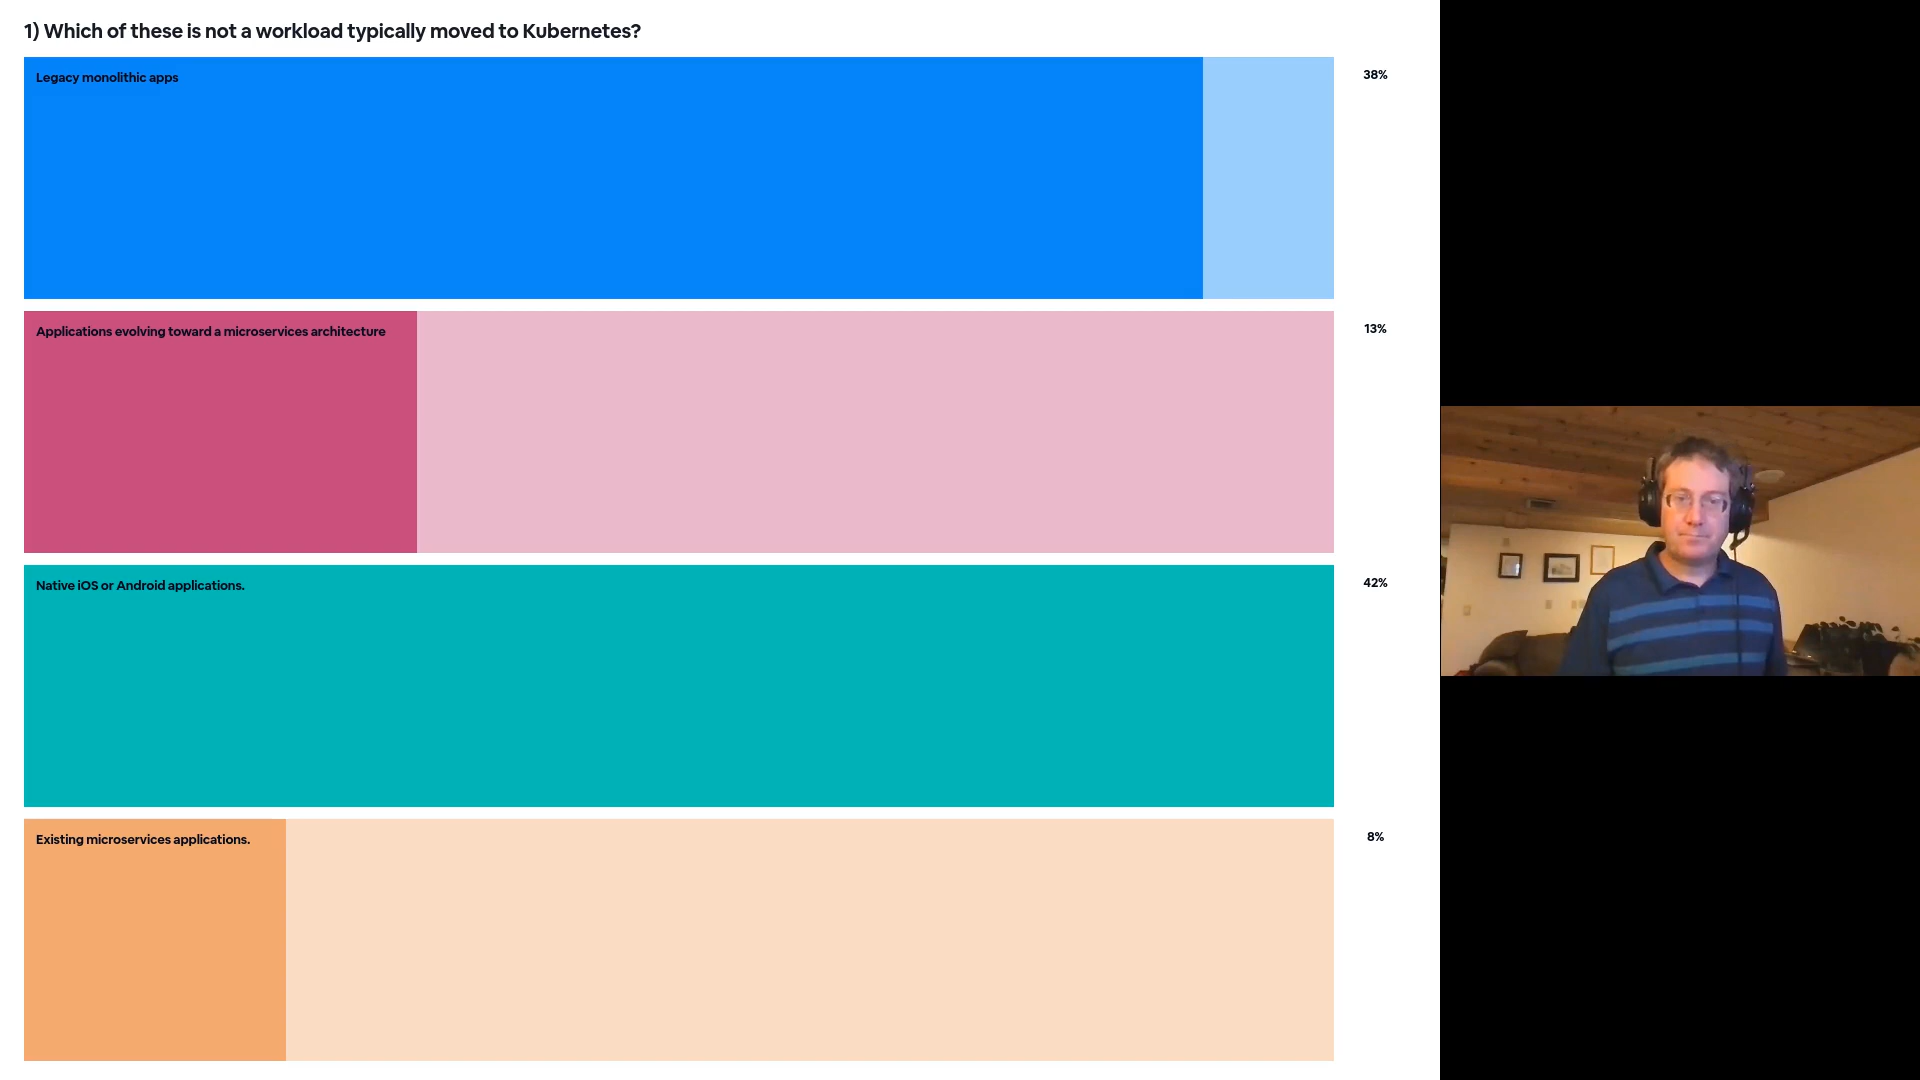 1) Which of these is not a workload typically moved to Kubernetes?
Legacy monolithic apps
38%
Applications evolving toward a microservices architecture
13%
Native iOS or Android applications.
42%
Existing microservices applications.
8%